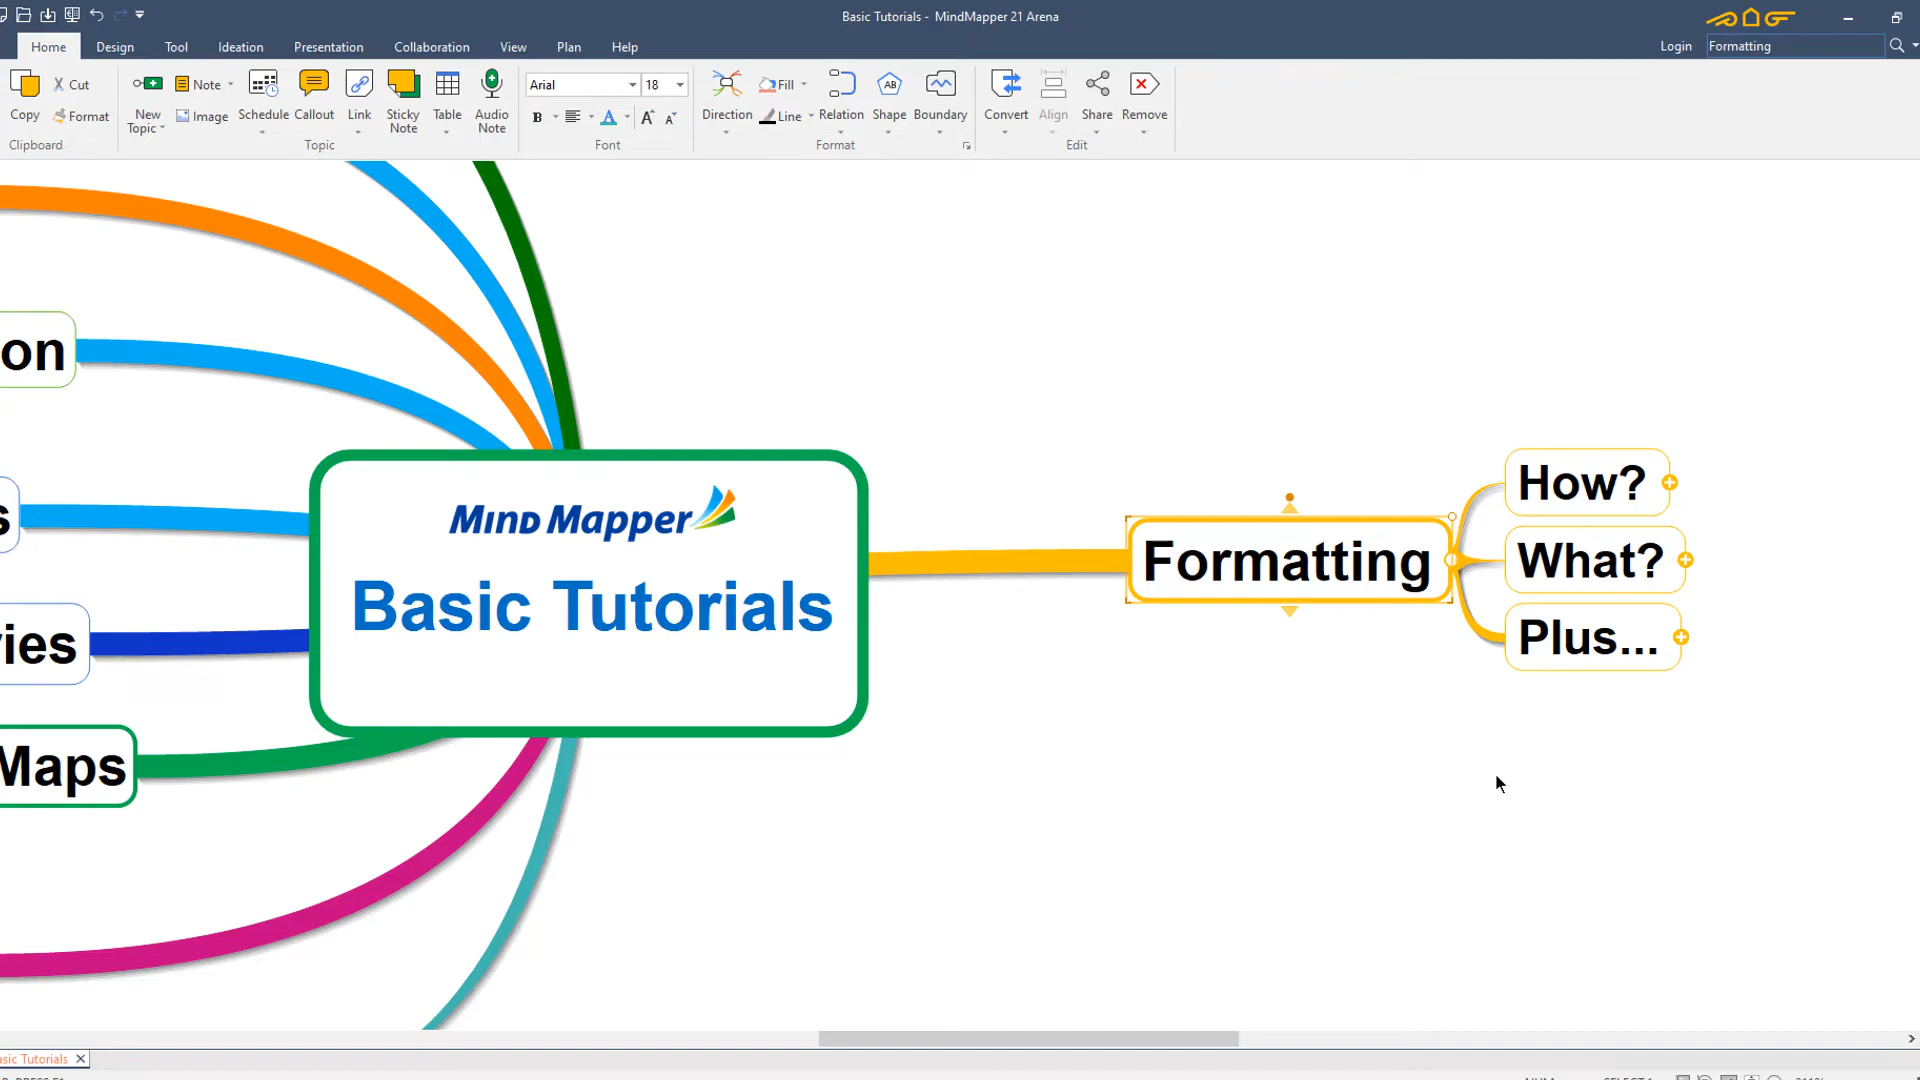 Basic Tutorials - MindMapper 21 Arena
Home Design Tool Ideation Presentation Collaboration View Plan Help Login Formatting
Copy Cut Format Clipboard
New Topic Note Image Schedule Callout Link Sticky Note Table Audio Note Topic
Arial 18 B A A A Font
Direction Fill Line Relation AB Shape Boundary Format
Convert Align Share Remove Edit
on
s
ries
Maps
Mind Mapper
Basic Tutorials
Formatting
How?
What?
Plus...
asic Tutorials